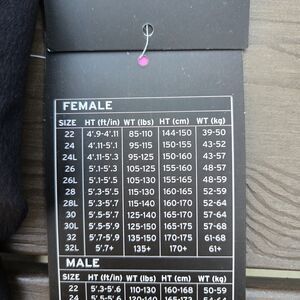 FEMALE
SIZE HT (ft/in) WT (lbs) HT (cm) WT (kg)
22 4'.9-4'.11 85-110 144-150 39-50
24 4'.11-5'.1 95-115 150-155 43-52
24L 4'.11-5'.3 95-125 150-160 43-57
26 5'.1-5'.3 105-125 155-160 48-57
26L 5'.1-5'.5 105-130 155-165 48-59
28 5'.3-5'.5 115-130 160-165 52-59
28L 5'.3-5'.7 115-140 160-170 52-64
30 5'.5-5'.7 125-140 165-170 57-64
30L 5'.5-5'.9 125-150 165-175 57-68
32 5'.7-5'.9 135-150 170-175 61-68
32L 5'.7+ 135+ 170+ 61+
MALE
SIZE HT (ft/in) WT (lbs) HT (cm) WT (kg)
22 5'.3-5'.6 110-130 160-168 50-59